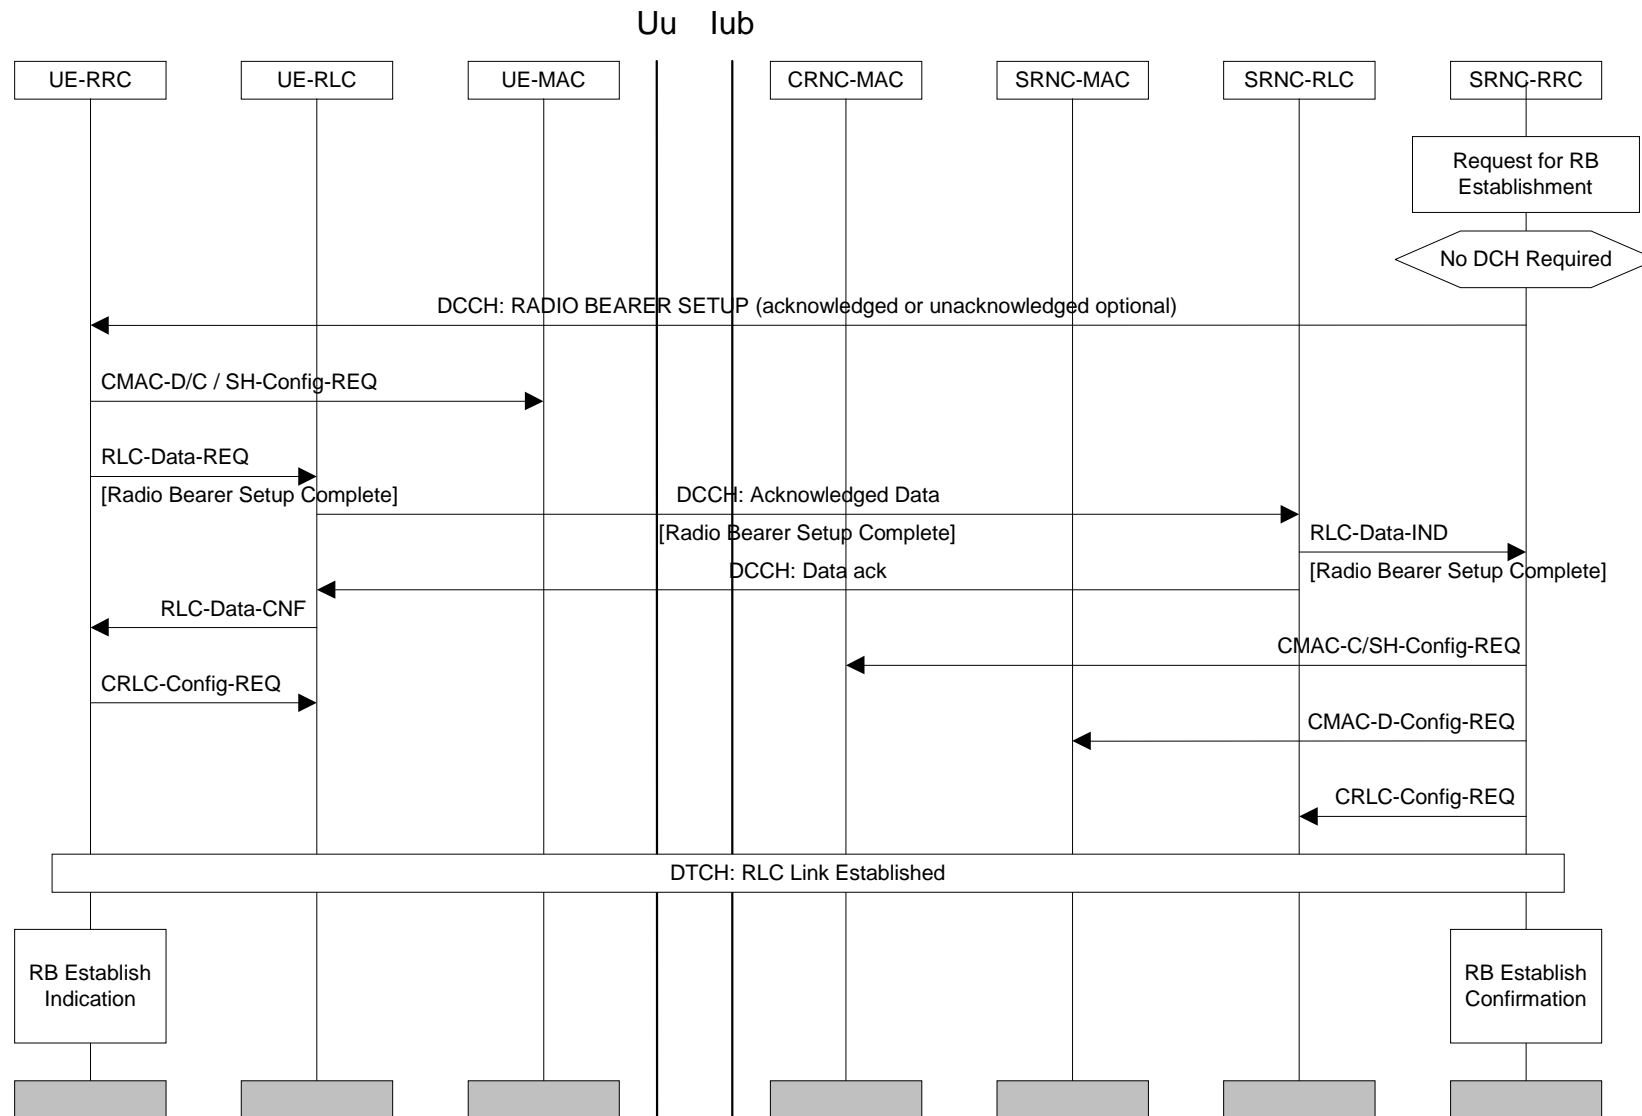 Uu Iub
UE-RRC UE-RLC UE-MAC CRNC-MAC SRNC-MAC SRNC-RLC SRNC-RRC
Request for RB
Establishment
No DCH Required
DCCH: RADIO BEARER SETUP (acknowledged or unacknowledged optional)
CMAC-D/C / SH-Config-REQ
RLC-Data-REQ
[Radio Bearer Setup Complete]
DCCH: Acknowledged Data
[Radio Bearer Setup Complete]
RLC-Data-IND
[Radio Bearer Setup Complete]
DCCH: Data ack
RLC-Data-CNF
CMAC-C/SH-Config-REQ
CRLC-Config-REQ
CMAC-D-Config-REQ
CRLC-Config-REQ
DTCH: RLC Link Established
RB Establish
Indication
RB Establish
Confirmation